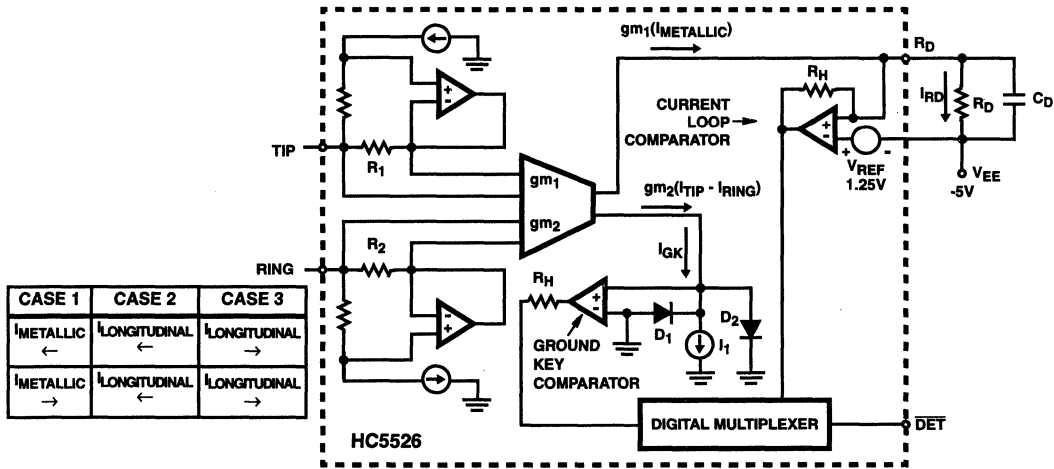 gm1(IMETALLIC)
RD
+
-
RH
IRD
RD
CD
CURRENT
LOOP
COMPARATOR
+
-
+
-
VREF
1.25V
VEE
-5V
TIP
R1
gm1
gm2
gm2(ITIP - IRING)
R2
RING
IGK
RH
+
-
D1
D2
I1
-
+
GROUND
KEY
COMPARATOR
CASE 1 CASE 2 CASE 3
IMETALLIC ← ILONGITUDINAL ← ILONGITUDINAL →
IMETALLIC → ILONGITUDINAL ← ILONGITUDINAL →
DIGITAL MULTIPLEXER
DET
HC5526